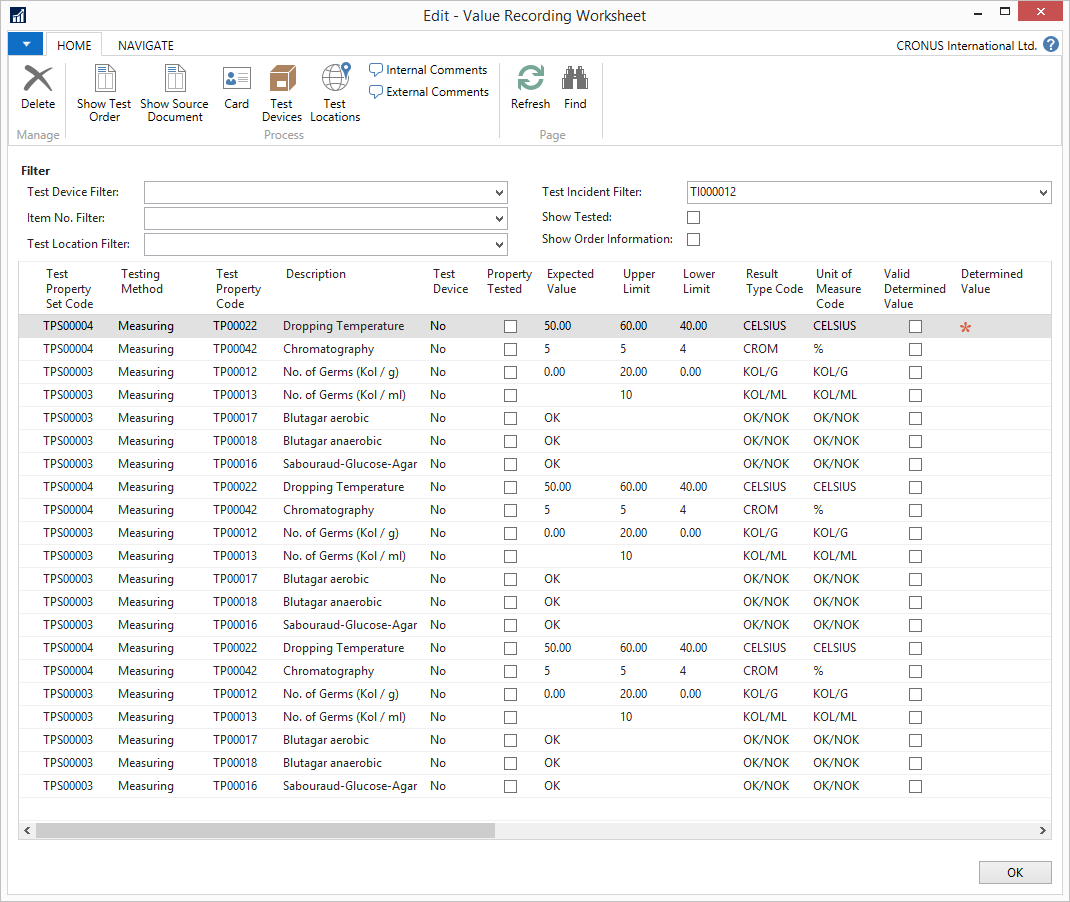 Edit - Value Recording Worksheet
HOME NAVIGATE CRONUS International Ltd. ?
Delete
Show Test Order
Show Source Document
Card
Test Devices
Test Locations
Internal Comments
External Comments
Refresh
Find
Manage Process Page
Filter
Test Device Filter: Test Incident Filter: TI000012
Item No. Filter: Show Tested:
Test Location Filter: Show Order Information:
Test Property Set Code Testing Method Test Property Code Description Test Device Property Tested Expected Value Upper Limit Lower Limit Result Type Code Unit of Measure Code Valid Determined Value Determined Value
TPS00004 Measuring TP00022 Dropping Temperature No 50.00 60.00 40.00 CELSIUS CELSIUS *
TPS00004 Measuring TP00042 Chromatography No 5 5 4 CROM %
TPS00003 Measuring TP00012 No. of Germs (Kol / g) No 0.00 20.00 0.00 KOL/G KOL/G
TPS00003 Measuring TP00013 No. of Germs (Kol / ml) No 10 KOL/ML KOL/ML
TPS00003 Measuring TP00017 Blutagar aerobic No OK OK/NOK OK/NOK
TPS00003 Measuring TP00018 Blutagar anaerobic No OK OK/NOK OK/NOK
TPS00003 Measuring TP00016 Sabouraud-Glucose-Agar No OK OK/NOK OK/NOK
TPS00004 Measuring TP00022 Dropping Temperature No 50.00 60.00 40.00 CELSIUS CELSIUS
TPS00004 Measuring TP00042 Chromatography No 5 5 4 CROM %
TPS00003 Measuring TP00012 No. of Germs (Kol / g) No 0.00 20.00 0.00 KOL/G KOL/G
TPS00003 Measuring TP00013 No. of Germs (Kol / ml) No 10 KOL/ML KOL/ML
TPS00003 Measuring TP00017 Blutagar aerobic No OK OK/NOK OK/NOK
TPS00003 Measuring TP00018 Blutagar anaerobic No OK OK/NOK OK/NOK
TPS00003 Measuring TP00016 Sabouraud-Glucose-Agar No OK OK/NOK OK/NOK
TPS00004 Measuring TP00022 Dropping Temperature No 50.00 60.00 40.00 CELSIUS CELSIUS
TPS00004 Measuring TP00042 Chromatography No 5 5 4 CROM %
TPS00003 Measuring TP00012 No. of Germs (Kol / g) No 0.00 20.00 0.00 KOL/G KOL/G
TPS00003 Measuring TP00013 No. of Germs (Kol / ml) No 10 KOL/ML KOL/ML
TPS00003 Measuring TP00017 Blutagar aerobic No OK OK/NOK OK/NOK
TPS00003 Measuring TP00018 Blutagar anaerobic No OK OK/NOK OK/NOK
TPS00003 Measuring TP00016 Sabouraud-Glucose-Agar No OK OK/NOK OK/NOK
OK